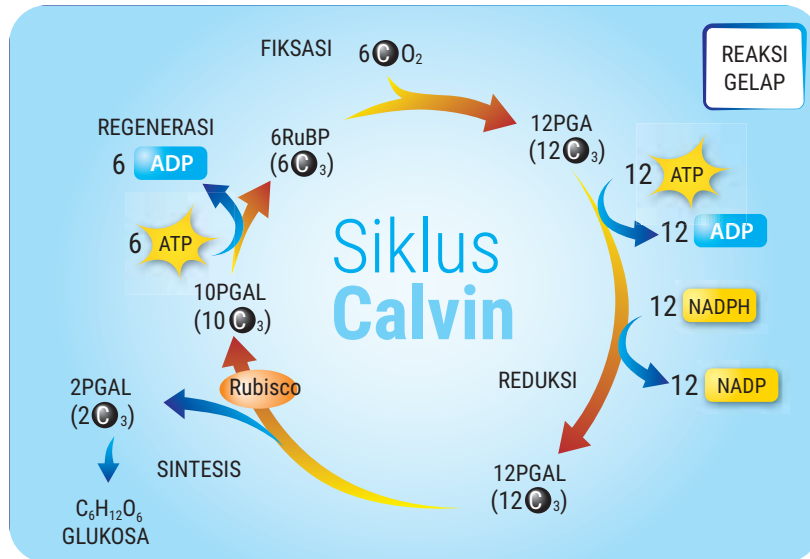 REAKSI
GELAP
FIKSASI
6CO₂
12PGA
(12C₃)
12 ATP
12 ADP
12 NADPH
12 NADP
REDUKSI
12PGAL
(12C₃)
Rubisco
SINTESIS
2PGAL
(2C₃)
C₆H₁₂O₆
GLUKOSA
10PGAL
(10C₃)
6 ATP
6 ADP
REGENERASI
6RuBP
(6C₃)
Siklus
Calvin